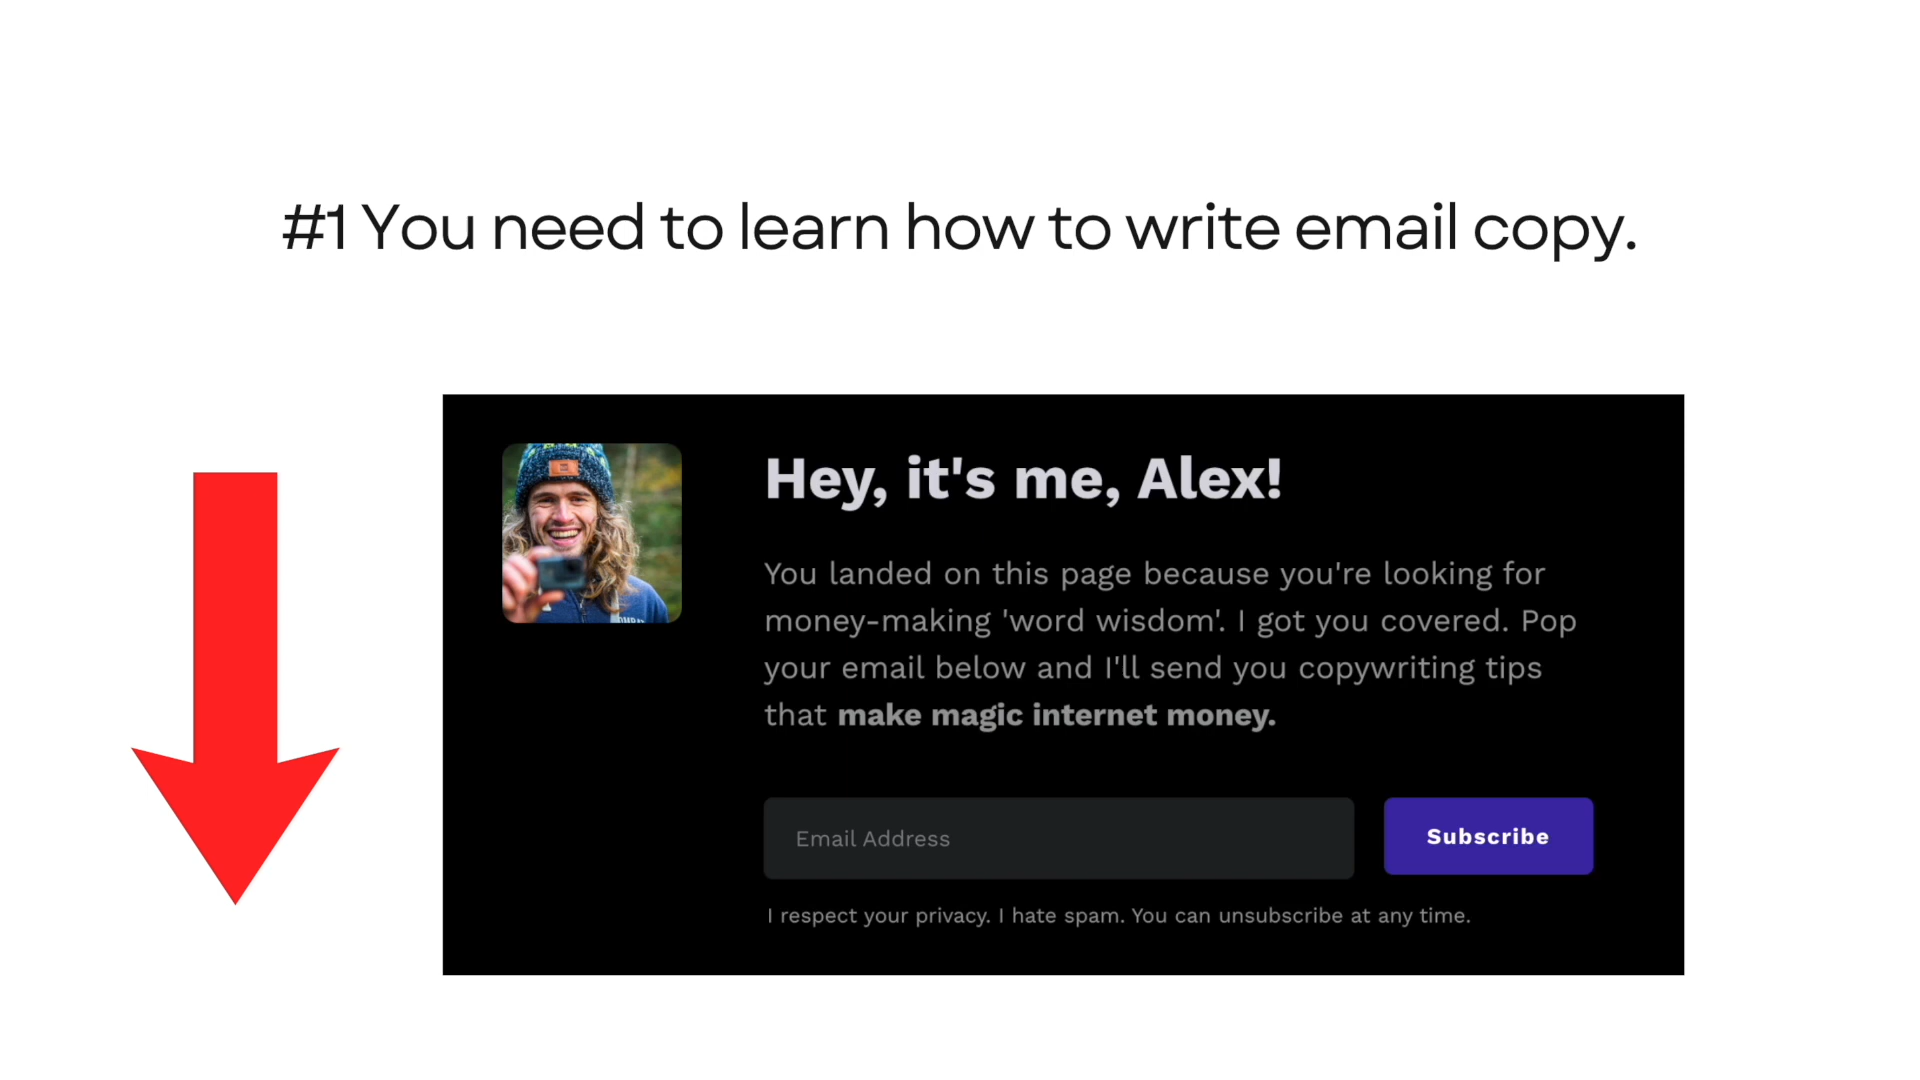 #1 You need to learn how to write email copy.
Hey, it's me, Alex!
You landed on this page because you're looking for
money-making 'word wisdom'. I got you covered. Pop
your email below and I'll send you copywriting tips
that make magic internet money.
Email Address
Subscribe
I respect your privacy. I hate spam. You can unsubscribe at any time.